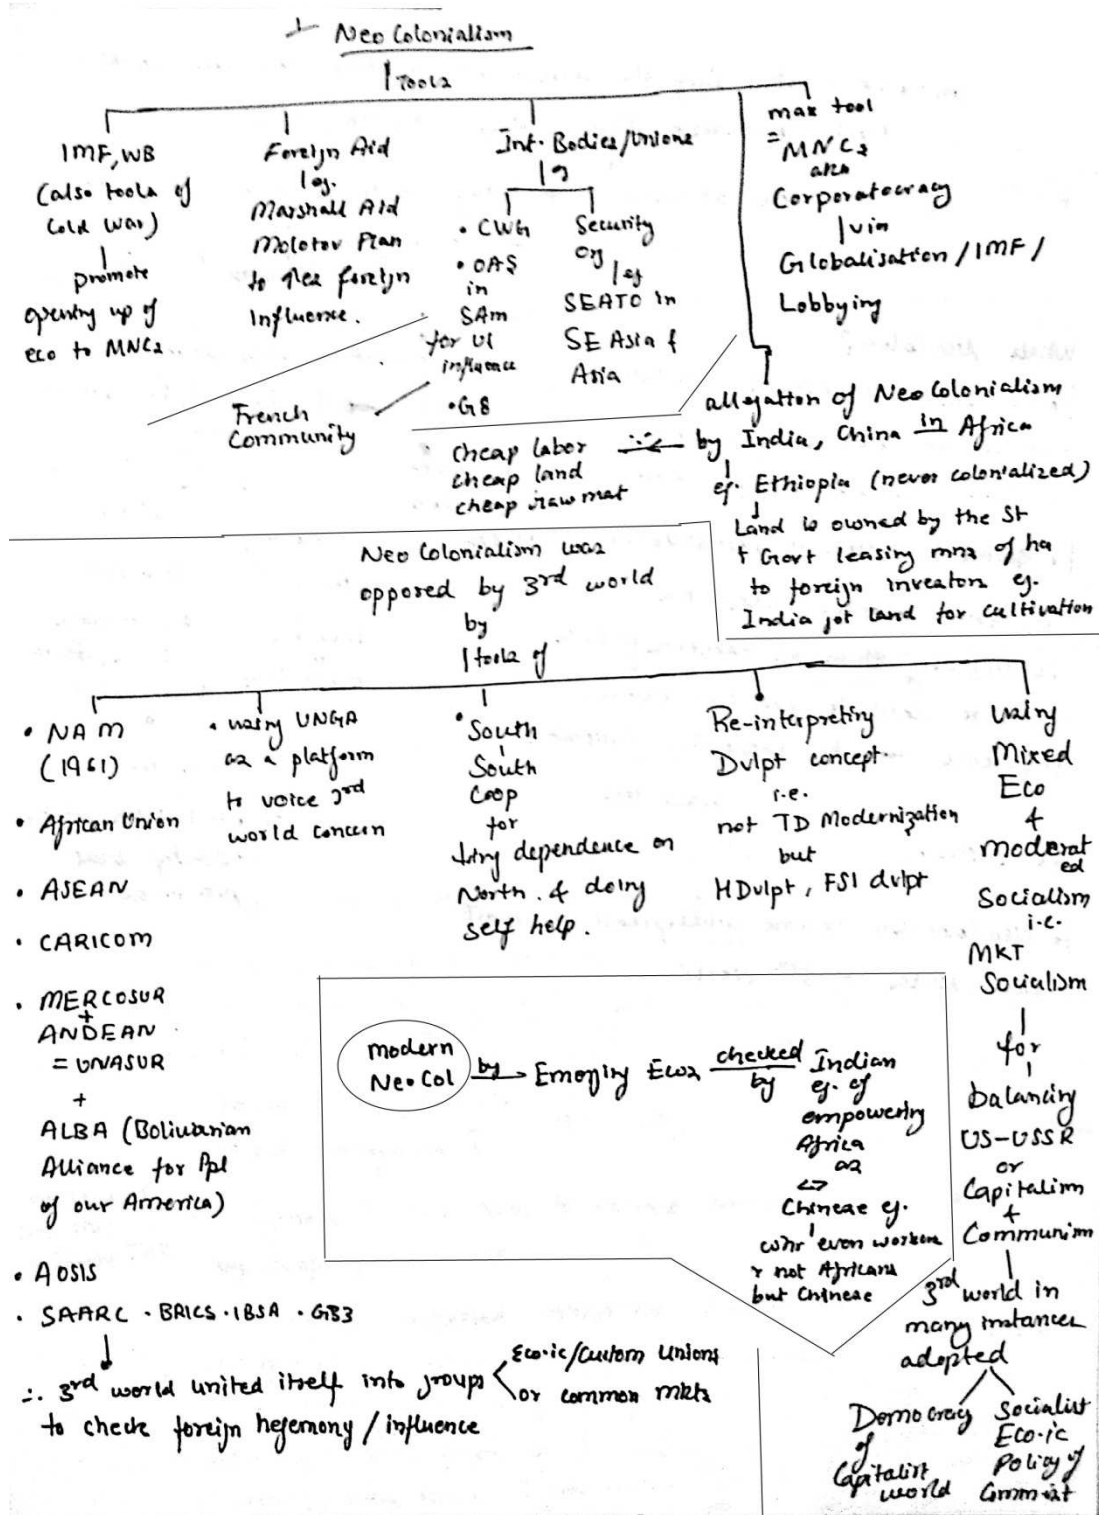 Neo Colonialism
Tools
IMF, WB
(also tools of
Cold War)
promote
opening up of
eco to MNCs
Foreign Aid
eg.
Marshall Aid
Molotov Plan
to ↑se foreign
Influence.
Int. Bodies/Unions
eg
• CWG
• OAS
in
SAm
for US
influence
• G8
French
Community
Security
org
eg
SEATO in
SE Asia &
Asia
max tool
= MNCs
aka
Corporatocracy
via
Globalisation / IMF /
Lobbying
allegation of Neo Colonialism
by India, China in Africa
∵
cheap labor
cheap land
cheap raw mat
eg. Ethiopia (never colonialized)
Land is owned by the St
& Govt leasing mns of ha
to foreign investors eg.
India got land for cultivation
Neo Colonialism was
opposed by 3rd world
by
tools of
• NAM
(1961)
• African Union
• ASEAN
• CARICOM
• MERCOSUR
+
ANDEAN
= UNASUR
+
ALBA (Bolivarian
Alliance for Ppl
of our America)
• AOSIS
• SAARC • BRICS • IBSA • G33
∴ 3rd world united itself into groups
to check foreign hegemony / influence
Eco-ic/Custom Unions
or common mkts
• using UNGA
as a platform
to voice 3rd
world concern
• South
South
Coop
for
↓ing dependence on
North & doing
self help.
Re-interpreting
Dvlpt concept
i.e.
not TD Modernization
but
HDvlpt, FSI dvlpt
Using
Mixed
Eco
&
moderat
ed
Socialism
i.e.
MKT
Socialism
for
balancing
US-USSR
or
Capitalism
&
Communism
3rd world in
many instances
adopted
Democracy
of
Capitalist
world
Socialist
Eco-ic
Policy of
Commist
modern
Neo Col
by
Emerging Ecos
checked
by
Indian
eg. of
empowering
Africa
as
<->
Chinese eg.
whr even workers
r not Africans
but Chinese